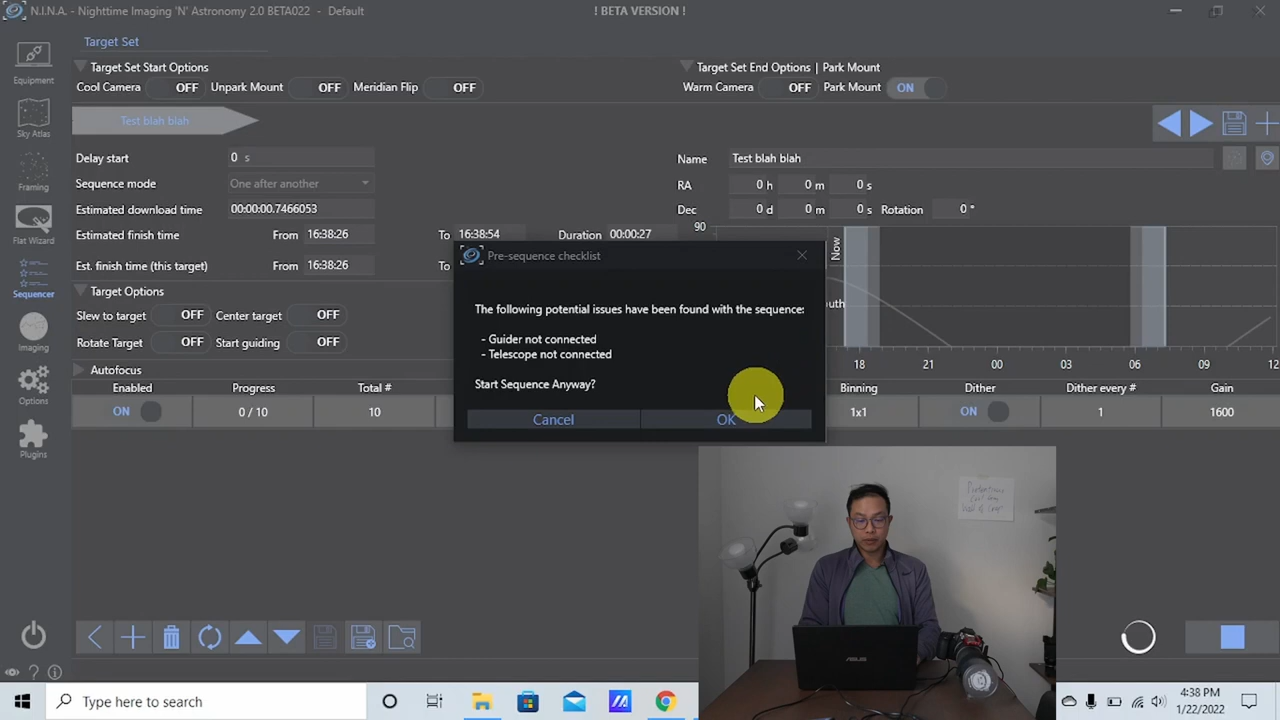 N.I.N.A. - Nighttime Imaging 'N' Astronomy 2.0 BETA022 - Default
! BETA VERSION !
Equipment
Sky Atlas
Framing
Flat Wizard
Sequencer
Imaging
Options
Plugins
Target Set
Target Set Start Options
Cool Camera OFF Unpark Mount OFF Meridian Flip OFF
Target Set End Options | Park Mount
Warm Camera OFF Park Mount ON
Test blah blah
Delay start 0 s
Sequence mode One after another
Estimated download time 00:00:00.7466053
Estimated finish time From 16:38:26 To 16:38:54 Duration 00:00:27
Est. finish time (this target) From 16:38:26 To
Target Options
Slew to target OFF Center target OFF
Rotate Target OFF Start guiding OFF
Autofocus
Name Test blah blah
RA 0 h 0 m 0 s
Dec 0 d 0 m 0 s Rotation 0 °
90
Now
18 21 00 03 06 09 12
Enabled Progress Total # Binning Dither Dither every # Gain
ON 0 / 10 10 1x1 ON 1 1600
Pre-sequence checklist
The following potential issues have been found with the sequence:
- Guider not connected
- Telescope not connected
Start Sequence Anyway?
Cancel OK
Type here to search
ASUS
4:38 PM
1/22/2022